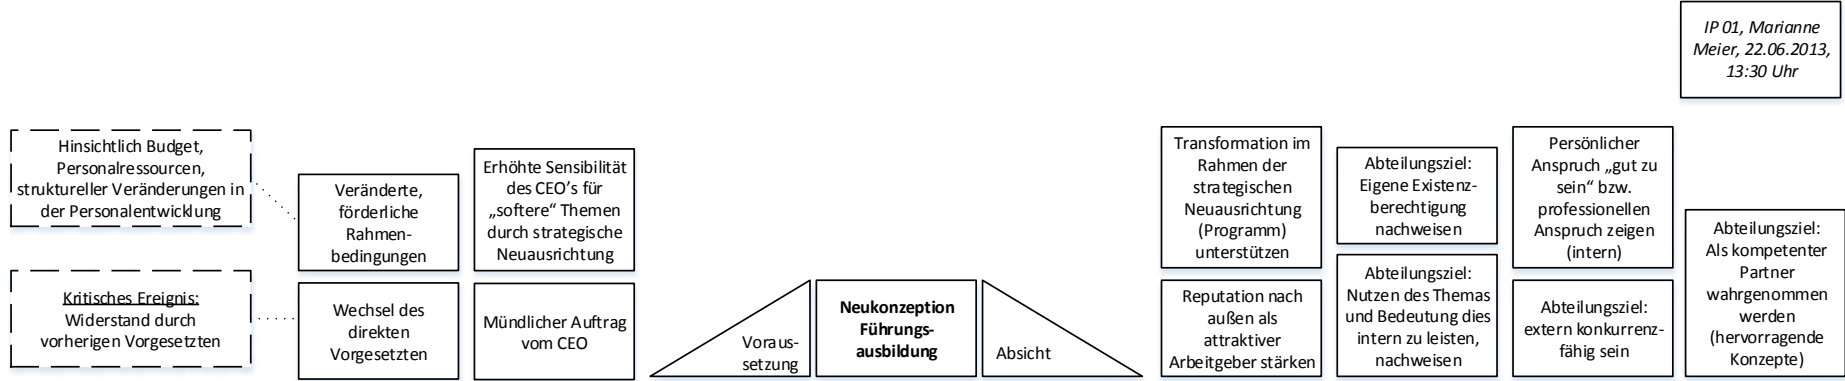 IP 01, Marianne
Meier, 22.06.2013,
13:30 Uhr
Hinsichtlich Budget,
Personalressourcen,
struktureller Veränderungen in
der Personalentwicklung
Kritisches Ereignis:
Widerstand durch
vorherigen Vorgesetzten
Veränderte,
förderliche
Rahmen-
bedingungen
Wechsel des
direkten
Vorgesetzten
Erhöhte Sensibilität
des CEO’s für
„softere“ Themen
durch strategische
Neuausrichtung
Mündlicher Auftrag
vom CEO
Voraus-
setzung
Neukonzeption
Führungs-
ausbildung
Absicht
Transformation im
Rahmen der
strategischen
Neuausrichtung
(Programm)
unterstützen
Reputation nach
außen als
attraktiver
Arbeitgeber stärken
Abteilungsziel:
Eigene Existenz-
berechtigung
nachweisen
Abteilungsziel:
Nutzen des Themas
und Bedeutung dies
intern zu leisten,
nachweisen
Persönlicher
Anspruch „gut zu
sein“ bzw.
professionellen
Anspruch zeigen
(intern)
Abteilungsziel:
extern konkurrenz-
fähig sein
Abteilungsziel:
Als kompetenter
Partner
wahrgenommen
werden
(hervorragende
Konzepte)